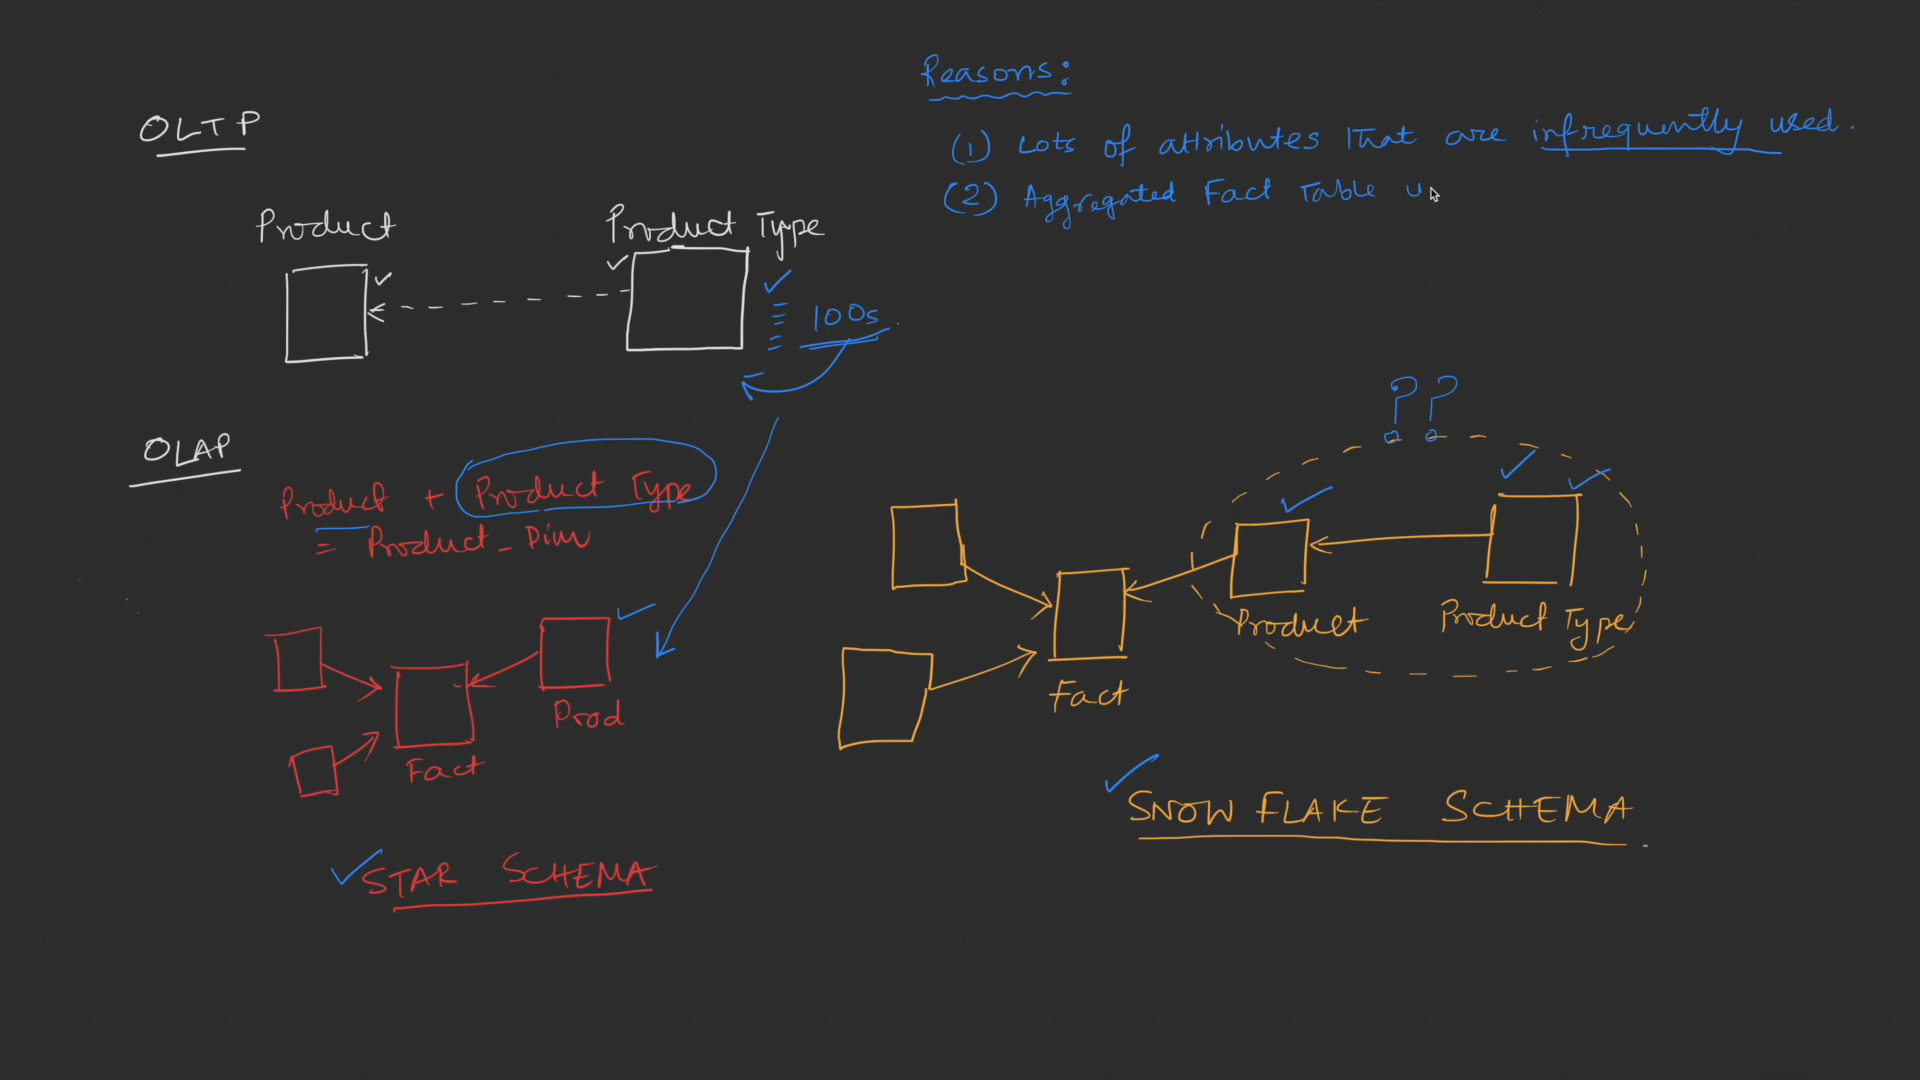 Reasons:
OLTP
(1) Lots of attributes that are infrequently used.
(2) Aggregated Fact Table u
Product
Product Type
100s.
??
OLAP
Product + Product Type
= Product_Dim
Product
Product Type
Fact
Prod
Fact
SNOW FLAKE SCHEMA
STAR SCHEMA